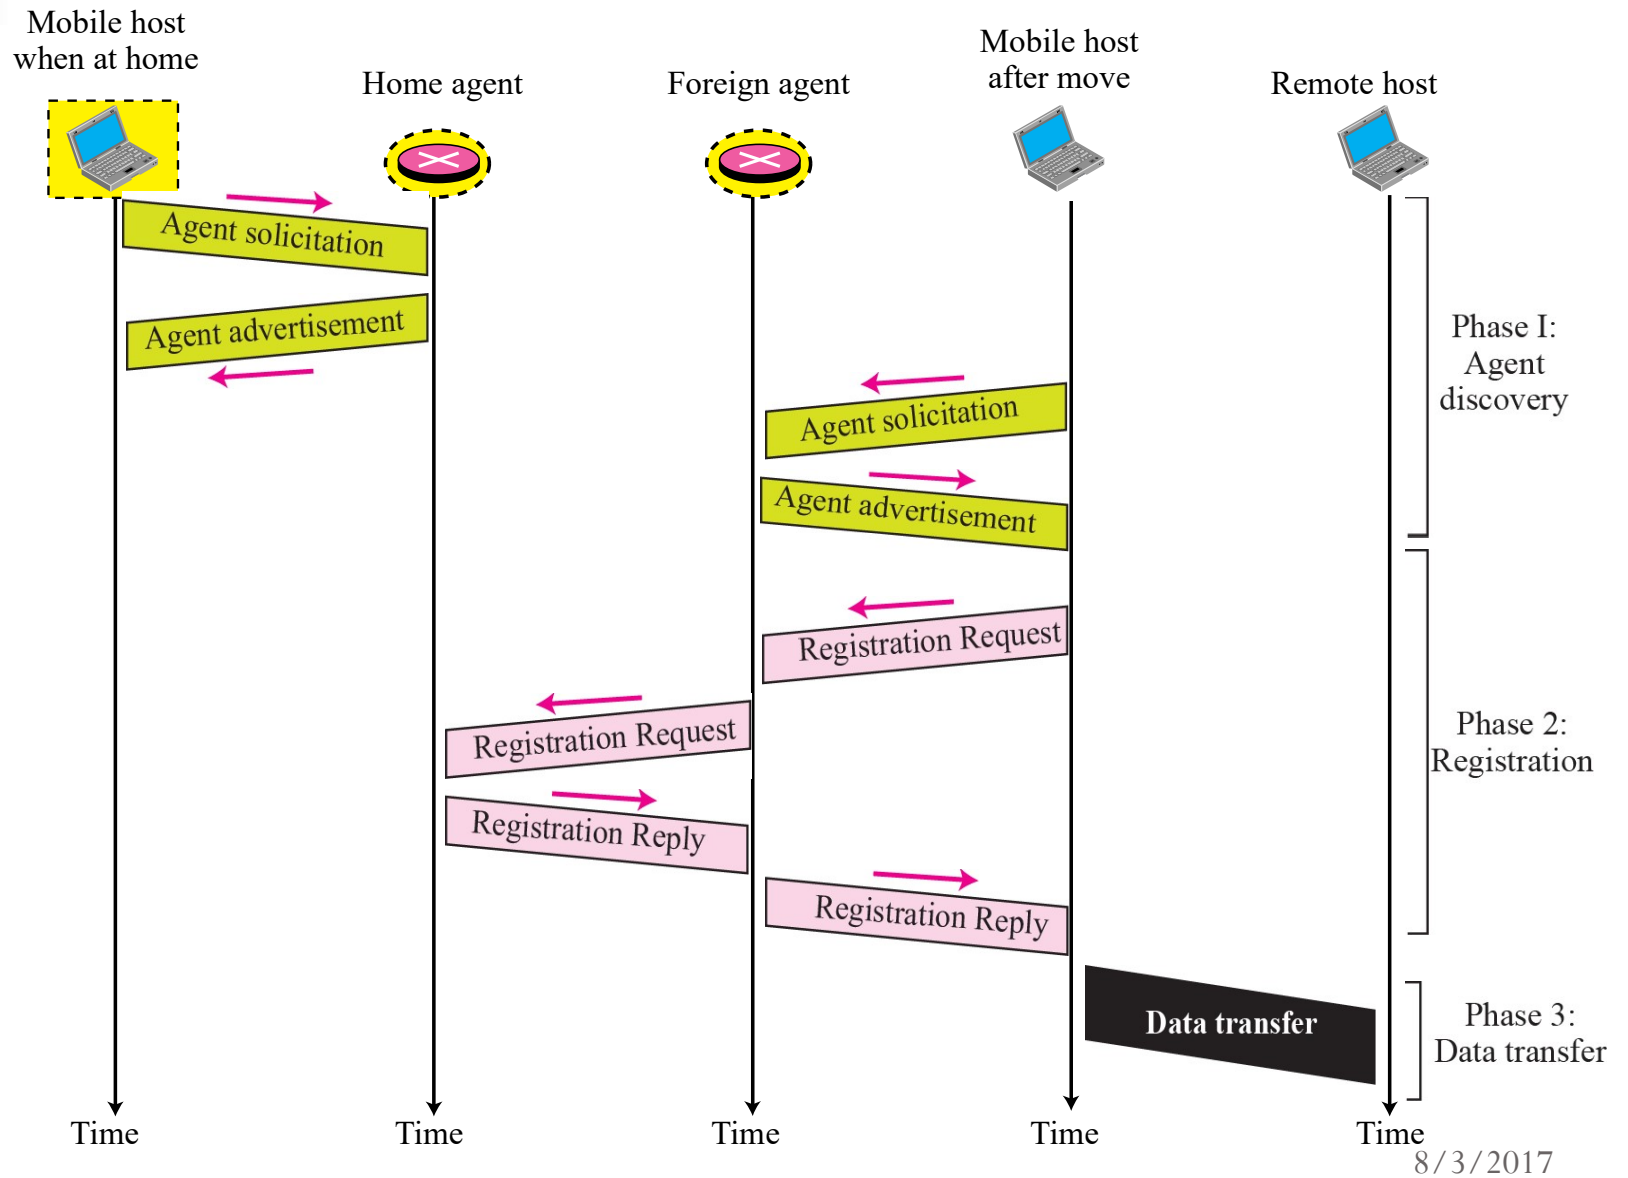 Mobile host
when at home
Home agent
Foreign agent
Mobile host
after move
Remote host
Agent solicitation
Agent advertisement
Agent solicitation
Agent advertisement
Phase I:
Agent
discovery
Registration Request
Registration Request
Registration Reply
Registration Reply
Phase 2:
Registration
Data transfer
Phase 3:
Data transfer
Time
Time
Time
Time
Time
8/3/2017